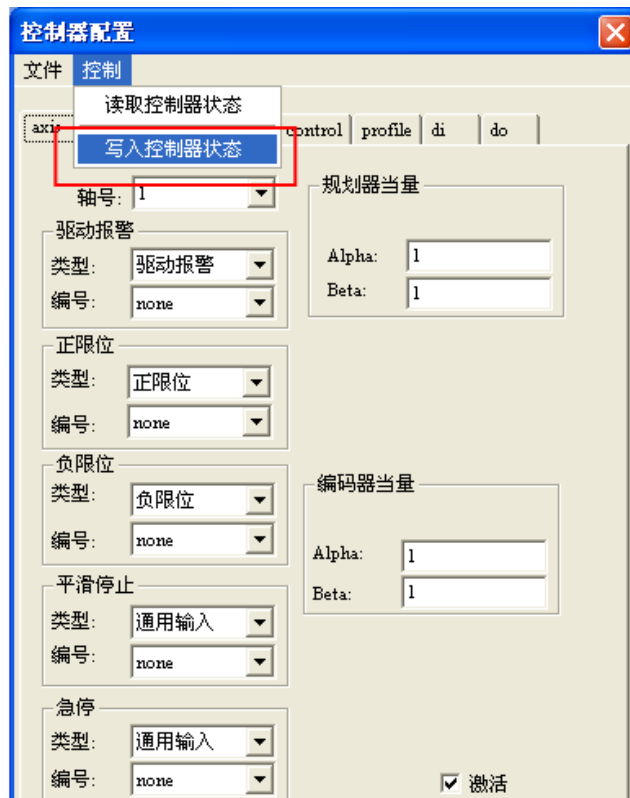 控制器配置
文件 控制
读取控制器状态
写入控制器状态
control profile di do
轴号: 1
规划器当量
驱动报警
类型: 驱动报警
Alpha: 1
编号: none
Beta: 1
正限位
类型: 正限位
编号: none
负限位
类型: 负限位
编码器当量
编号: none
Alpha: 1
Beta: 1
平滑停止
类型: 通用输入
编号: none
急停
类型: 通用输入
编号: none
激活